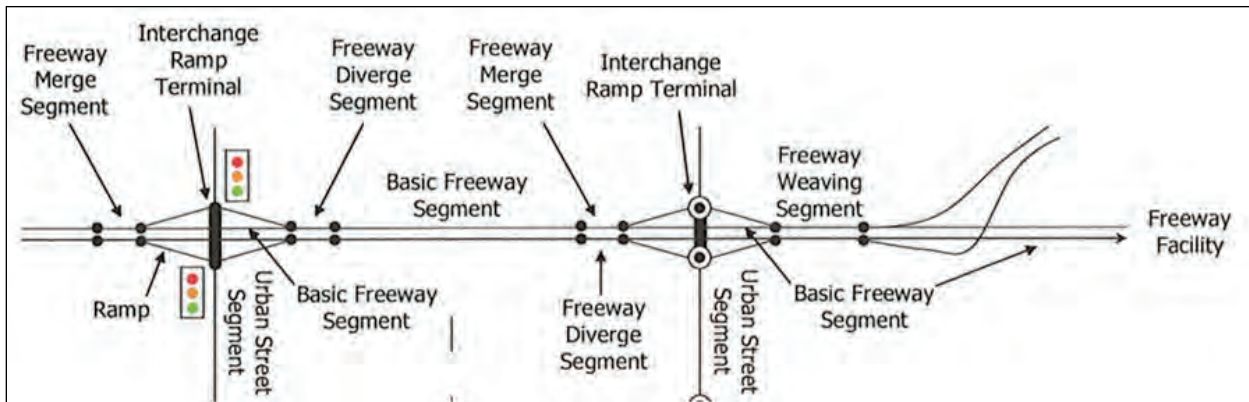 Freeway
Merge
Segment
Interchange
Ramp
Terminal
Freeway
Diverge
Segment
Freeway
Merge
Segment
Interchange
Ramp Terminal
Basic Freeway
Segment
Freeway
Weaving
Segment
Freeway
Facility
Ramp
Urban Street
Segment
Basic Freeway
Segment
Freeway
Diverge
Segment
Urban Street
Segment
Basic Freeway
Segment